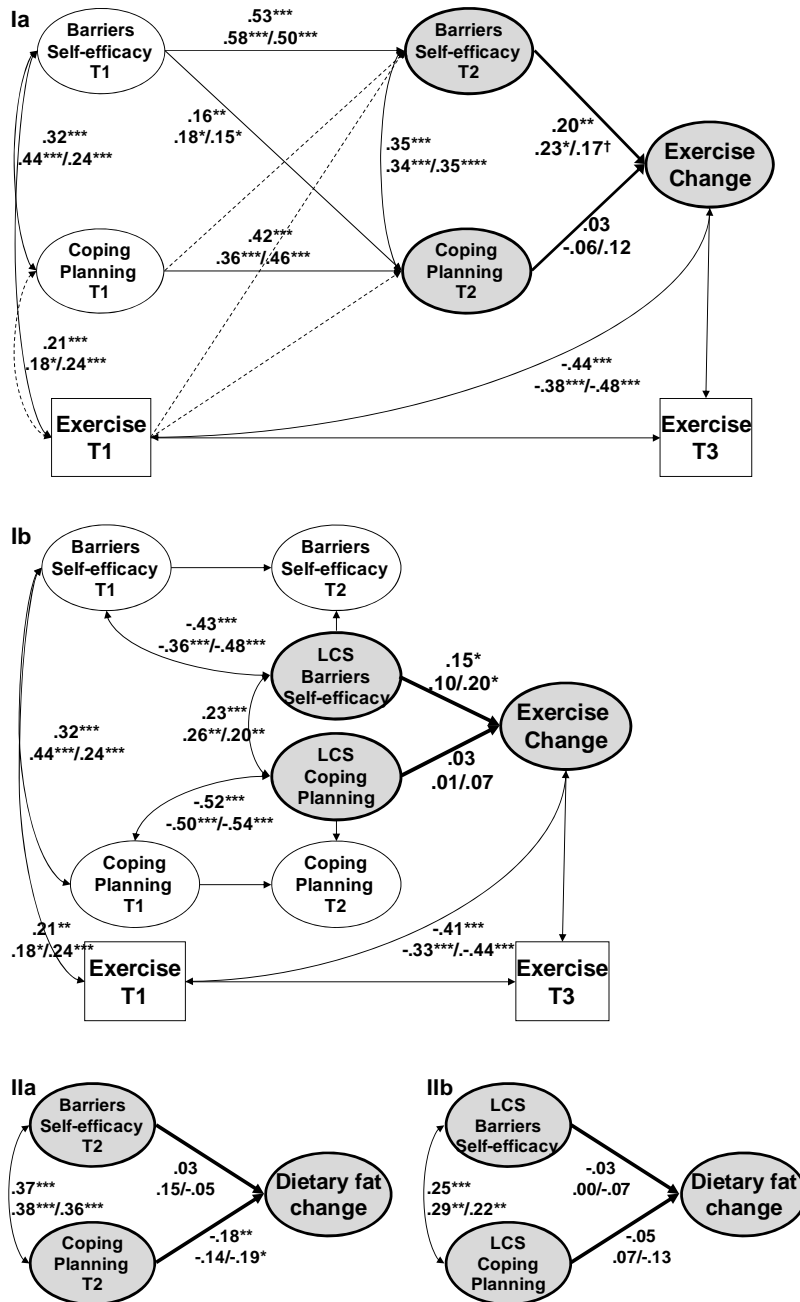 Ia
Barriers
Self-efficacy
T1
.53***
.58***/.50***
Barriers
Self-efficacy
T2
.16**
.18*/.15*
.32***
.44***/.24***
.35***
.34***/.35****
.20**
.23*/.17†
Exercise
Change
Coping
Planning
T1
.42***
.36***/.46***
Coping
Planning
T2
.03
-.06/.12
.21***
.18*/.24***
-.44***
-.38***/-.48***
Exercise
T1
Exercise
T3
Ib
Barriers
Self-efficacy
T1
Barriers
Self-efficacy
T2
-.43***
-.36***/-.48***
LCS
Barriers
Self-efficacy
.15*
.10/.20*
.23***
.26**/.20**
Exercise
Change
.32***
.44***/.24***
LCS
Coping
Planning
.03
.01/.07
-.52***
-.50***/-.54***
Coping
Planning
T1
Coping
Planning
T2
.21**
.18*/.24***
-.41***
-.33***/.-.44***
Exercise
T1
Exercise
T3
IIa
Barriers
Self-efficacy
T2
.03
.15/-.05
.37***
.38***/.36***
Dietary fat
change
Coping
Planning
T2
-.18**
-.14/-.19*
IIb
LCS
Barriers
Self-efficacy
-.03
.00/-.07
.25***
.29**/.22**
Dietary fat
change
LCS
Coping
Planning
-.05
.07/-.13